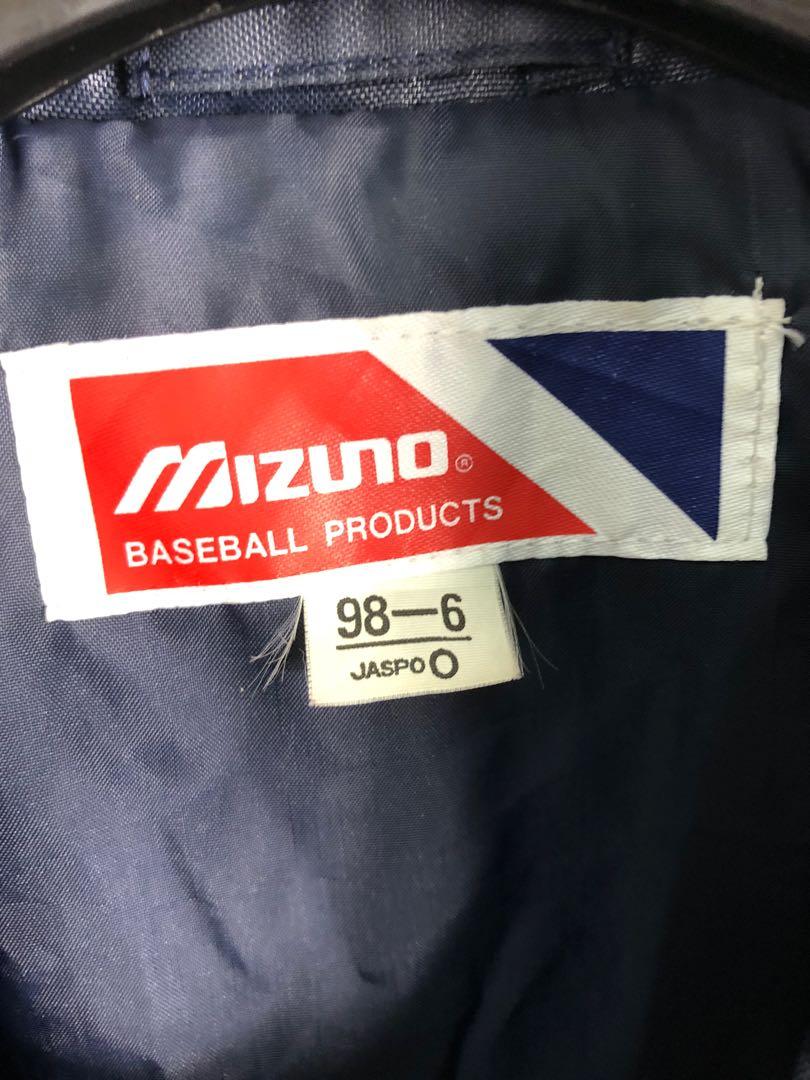 MIZUNO®
BASEBALL PRODUCTS
98—6
JASPO O